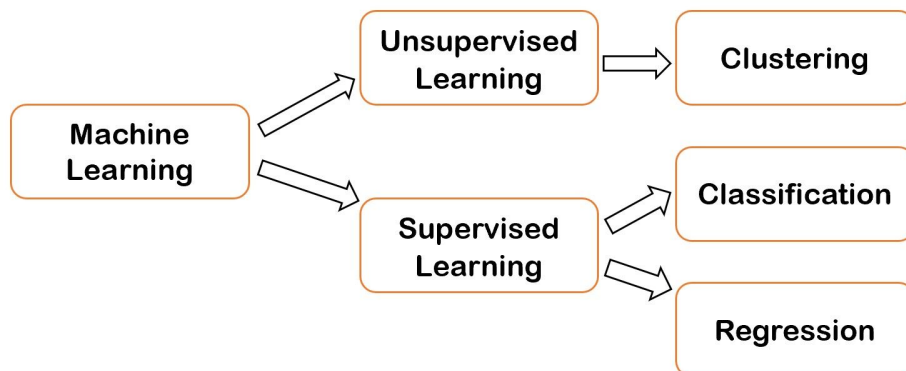 Machine
Learning
Unsupervised
Learning
Clustering
Supervised
Learning
Classification
Regression